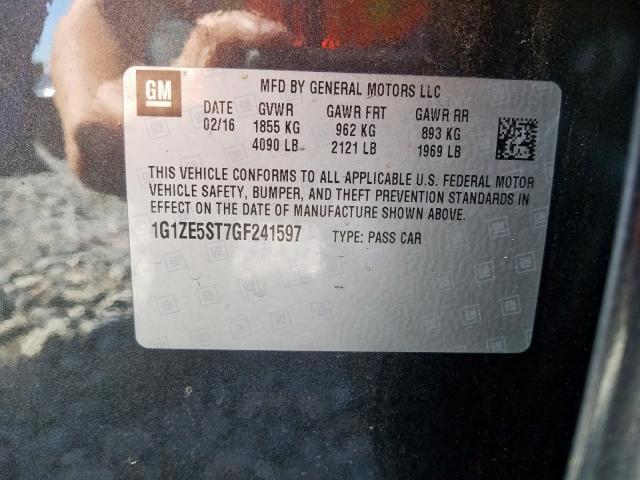 GM
MFD BY GENERAL MOTORS LLC
DATE GVWR GAWR FRT GAWR RR
02/16 1855 KG 962 KG 893 KG
4090 LB 2121 LB 1969 LB
THIS VEHICLE CONFORMS TO ALL APPLICABLE U.S. FEDERAL MOTOR
VEHICLE SAFETY, BUMPER, AND THEFT PREVENTION STANDARDS IN
EFFECT ON THE DATE OF MANUFACTURE SHOWN ABOVE.
1G1ZE5ST7GF241597 TYPE: PASS CAR